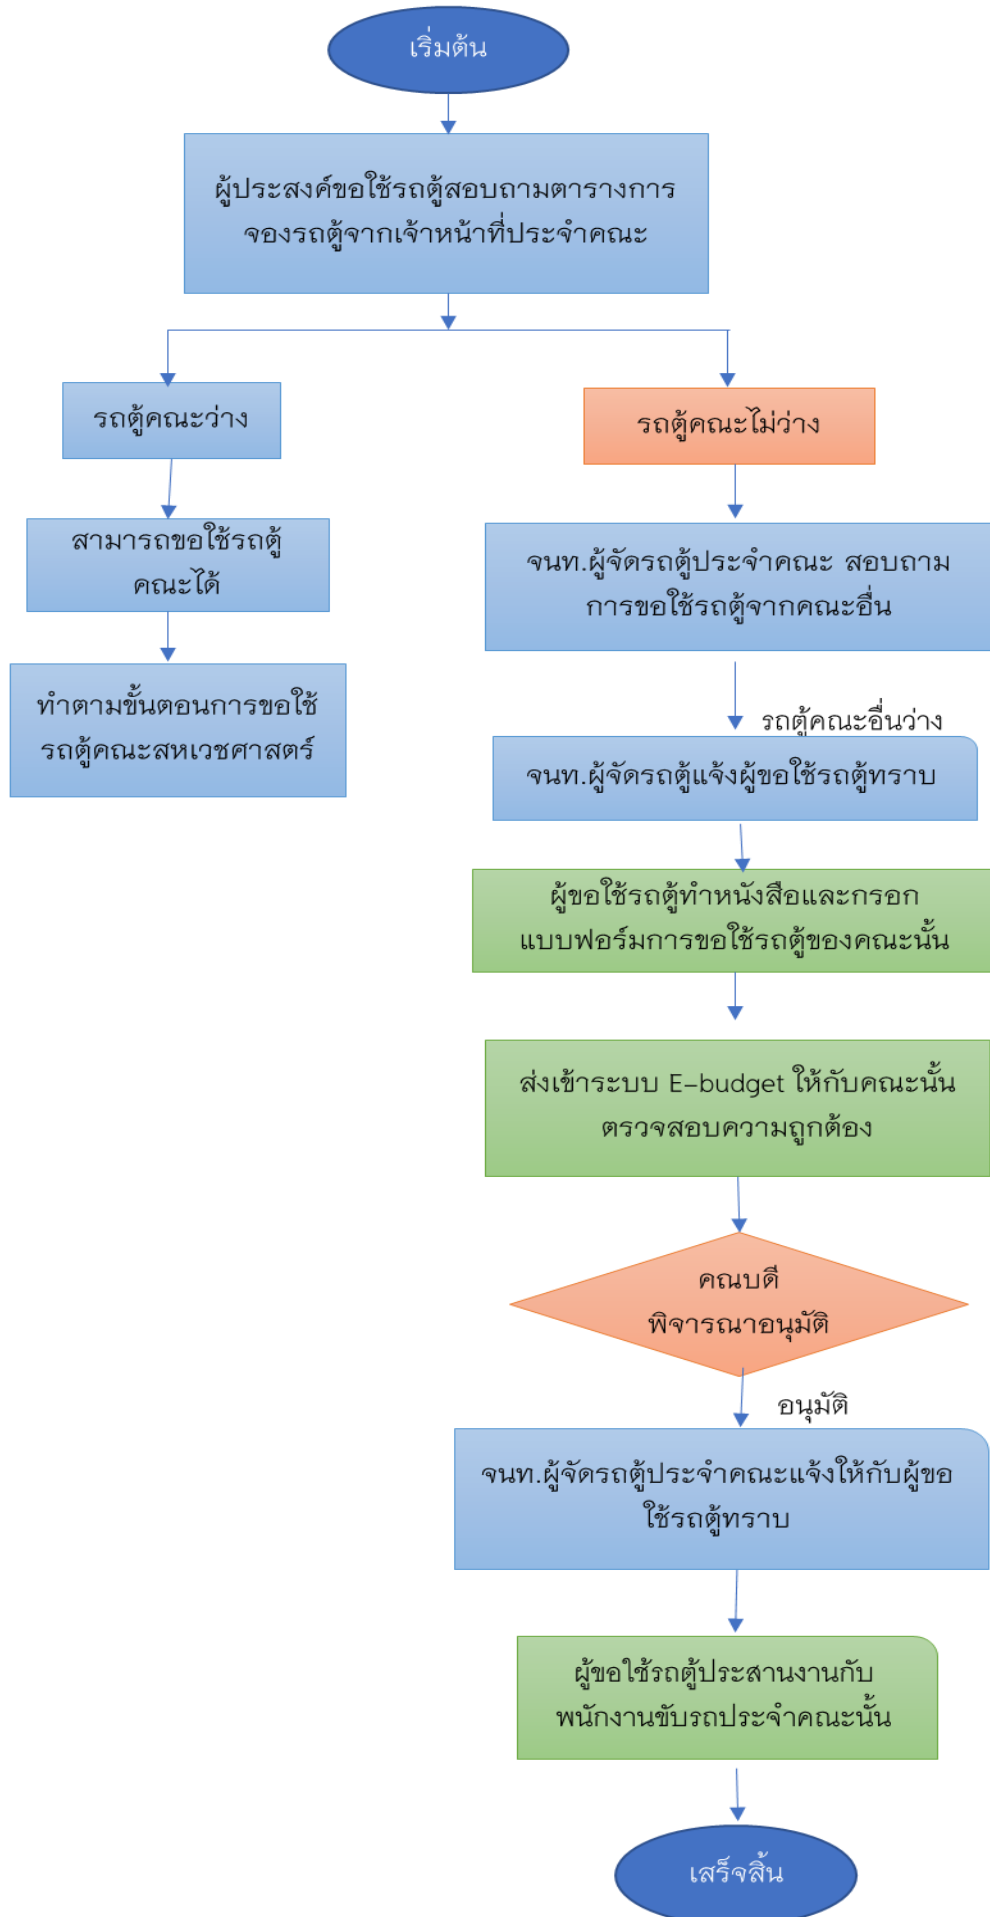 เริ่มต้น
ผู้ประสงค์ขอใช้รถตู้สอบถามตารางการ
จองรถตู้จากเจ้าหน้าที่ประจำคณะ
รถตู้คณะว่าง
สามารถขอใช้รถตู้
คณะได้
ทำตามขั้นตอนการขอใช้
รถตู้คณะสหเวชศาสตร์
รถตู้คณะไม่ว่าง
จนท.ผู้จัดรถตู้ประจำคณะ สอบถาม
การขอใช้รถตู้จากคณะอื่น
รถตู้คณะอื่นว่าง
จนท.ผู้จัดรถตู้แจ้งผู้ขอใช้รถตู้ทราบ
ผู้ขอใช้รถตู้ทำหนังสือและกรอก
แบบฟอร์มการขอใช้รถตู้ของคณะนั้น
ส่งเข้าระบบ E-budget ให้กับคณะนั้น
ตรวจสอบความถูกต้อง
คณบดี
พิจารณาอนุมัติ
อนุมัติ
จนท.ผู้จัดรถตู้ประจำคณะแจ้งให้กับผู้ขอ
ใช้รถตู้ทราบ
ผู้ขอใช้รถตู้ประสานงานกับ
พนักงานขับรถประจำคณะนั้น
เสร็จสิ้น